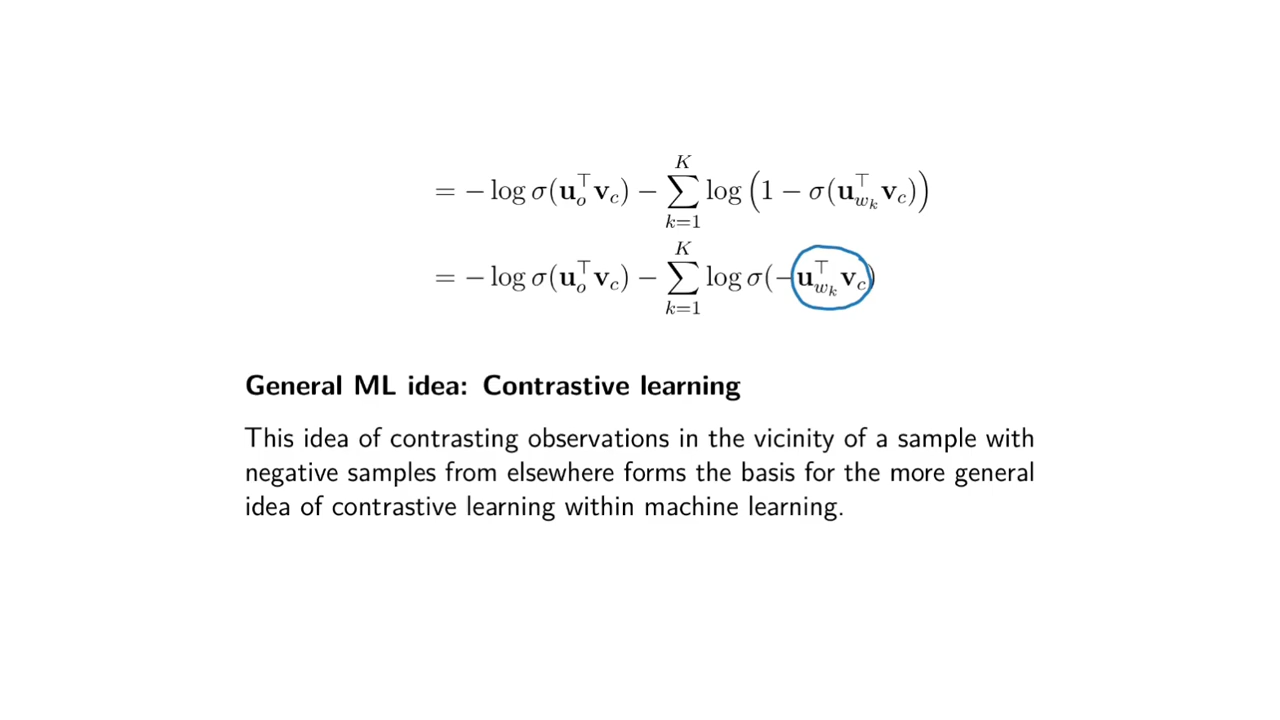 = − log σ(u_o^⊤ v_c) − ∑_{k=1}^{K} log (1 − σ(u_{w_k}^⊤ v_c))
= − log σ(u_o^⊤ v_c) − ∑_{k=1}^{K} log σ(−u_{w_k}^⊤ v_c)
General ML idea: Contrastive learning
This idea of contrasting observations in the vicinity of a sample with
negative samples from elsewhere forms the basis for the more general
idea of contrastive learning within machine learning.